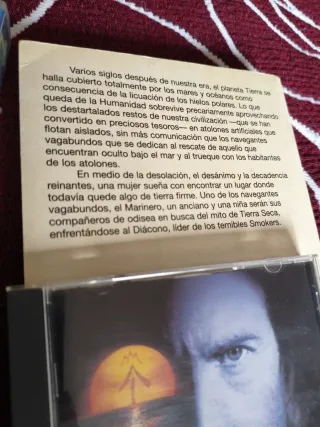 Varios siglos después de nuestra era, el planeta Tierra se
halla cubierto totalmente por los mares y océanos como
consecuencia de la licuación de los hielos polares. Lo que
queda de la Humanidad sobrevive precariamente aprovechando
los destartalados restos de nuestra civilización —que se han
convertido en preciosos tesoros— en atolones artificiales que
flotan aislados, sin más comunicación que los navegantes
vagabundos que se dedican al rescate de aquello que
encuentran oculto bajo el mar y al trueque con los habitantes
de los atolones.
En medio de la desolación, el desánimo y la decadencia
reinantes, una mujer sueña con encontrar un lugar donde
todavía quede algo de tierra firme. Uno de los navegantes
vagabundos, el Marinero, un anciano y una niña serán sus
compañeros de odisea en busca del mito de Tierra Seca,
enfrentándose al Diácono, líder de los temibles Smokers.